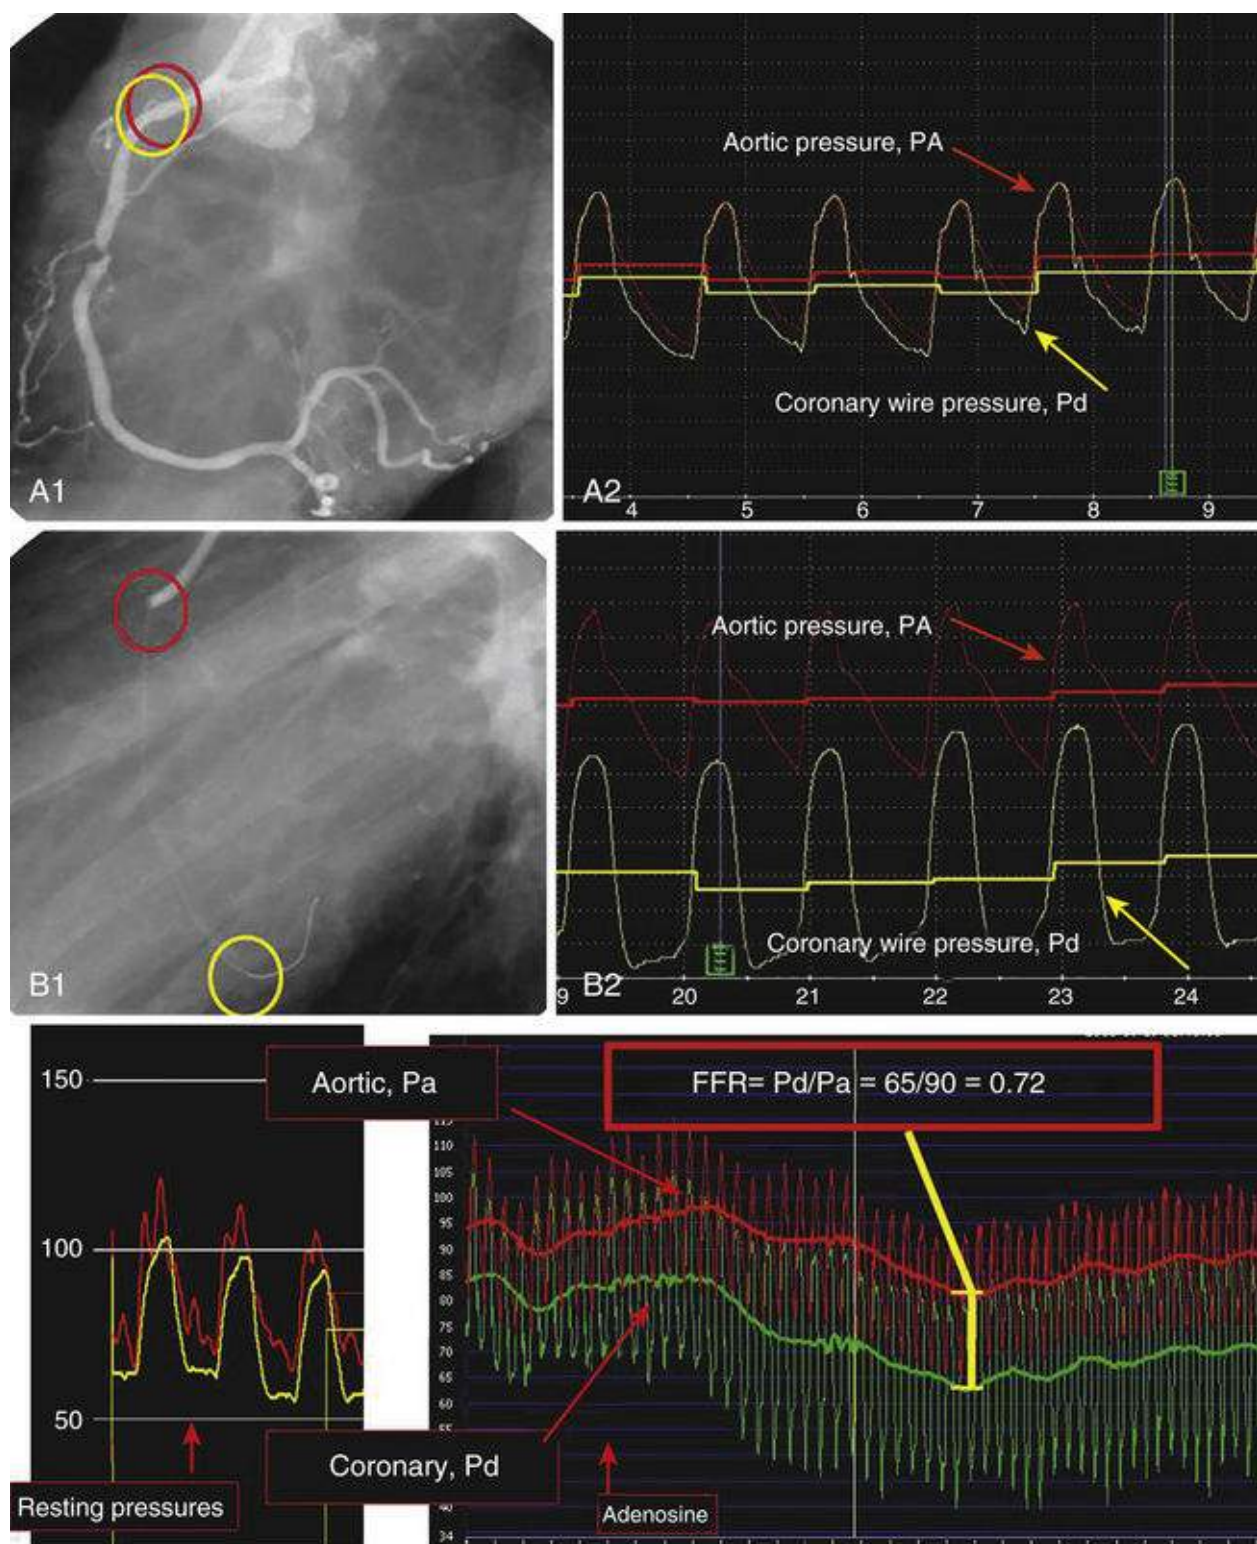 Aortic pressure, PA
Coronary wire pressure, Pd
A1
A2
4 5 6 7 8 9
Aortic pressure, PA
Coronary wire pressure, Pd
B1
B2
9 20 21 22 23 24
150
Aortic, Pa
FFR= Pd/Pa = 65/90 = 0.72
110
105
100
100
95
90
85
80
75
70
65
60
50
Coronary, Pd
Resting pressures
Adenosine
34